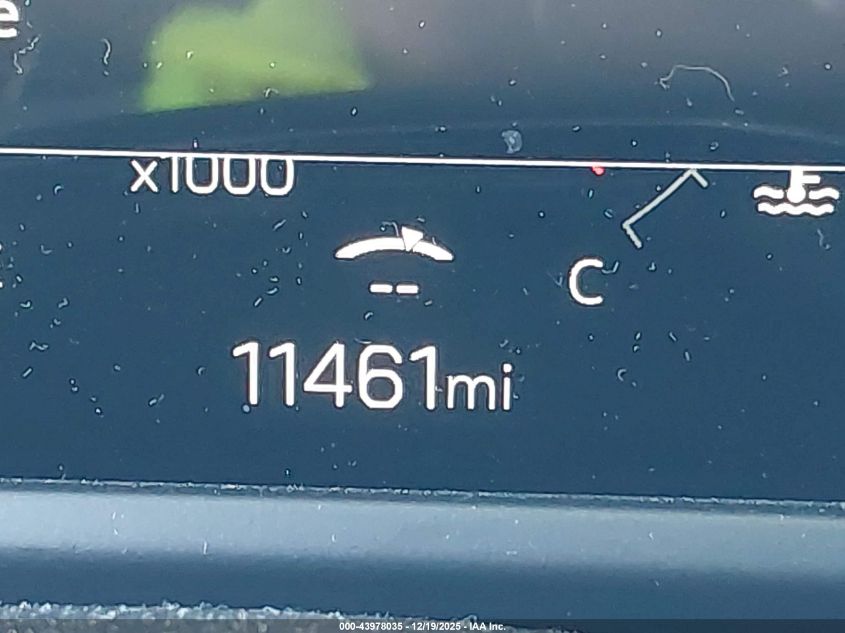 e
x1000
C
--
11461mi
000-43978035 - 12/19/2025 - IAA Inc.